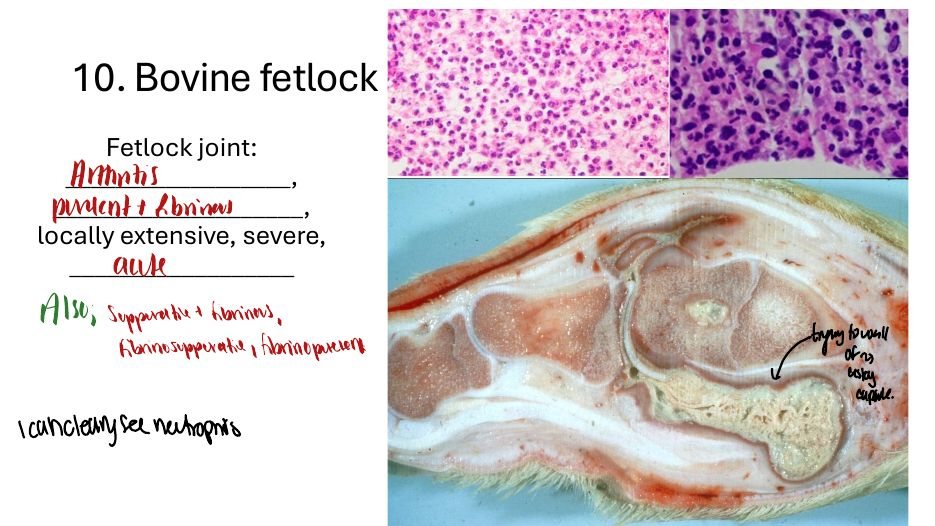 10. Bovine fetlock
Fetlock joint:
Arthritis,
purulent + fibrinous,
locally extensive, severe,
acute
Also, suppurative + fibrinous,
fibrinosuppurative, fibrinopurulent
I can clearly see neutrophils
trying to wall
of
capsule.